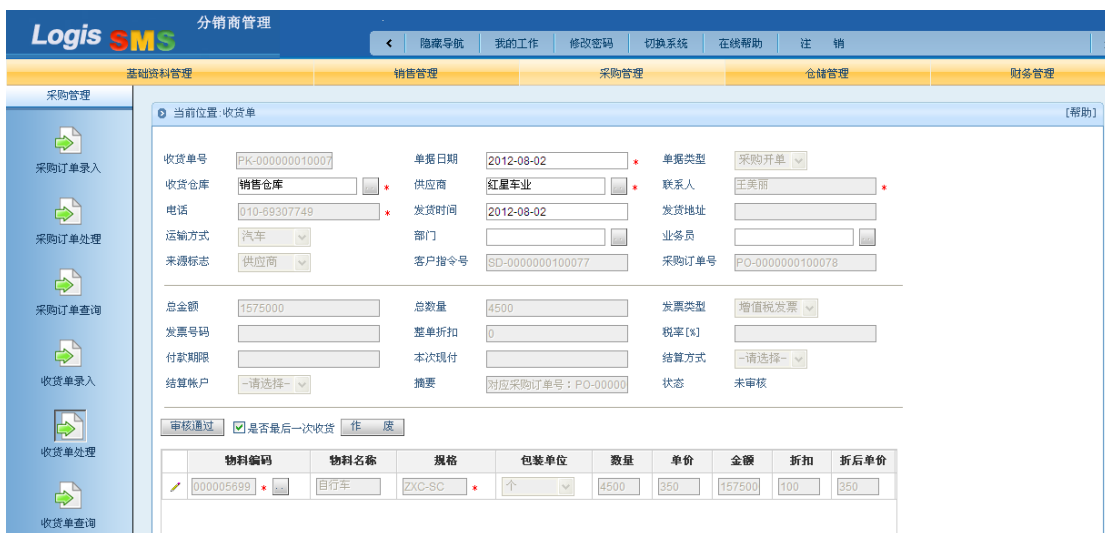 分销商管理
Logis SMS
隐藏导航 我的工作 修改密码 切换系统 在线帮助 注 销
基础资料管理 销售管理 采购管理 仓储管理 财务管理
采购管理
当前位置:收货单 [帮助]
采购订单录入
采购订单处理
采购订单查询
收货单录入
收货单处理
收货单查询
收货单号 PK-000000010007 单据日期 2012-08-02 * 单据类型 采购开单
收货仓库 销售仓库 * 供应商 红星车业 * 联系人 王美丽 *
电话 010-69307749 * 发货时间 2012-08-02 发货地址
运输方式 汽车 部门 业务员
来源标志 供应商 客户指令号 SD-0000000100077 采购订单号 PO-0000000100078
总金额 1575000 总数量 4500 发票类型 增值税发票
发票号码 整单折扣 0 税率[%]
付款期限 本次现付 结算方式 -请选择-
结算帐户 -请选择- 摘要 对应采购订单号：PO-00000 状态 未审核
审核通过 是否最后一次收货 作 废
物料编码 物料名称 规格 包装单位 数量 单价 金额 折扣 折后单价
000005699 * ... 自行车 ZXC-SC * 个 4500 350 157500 100 350